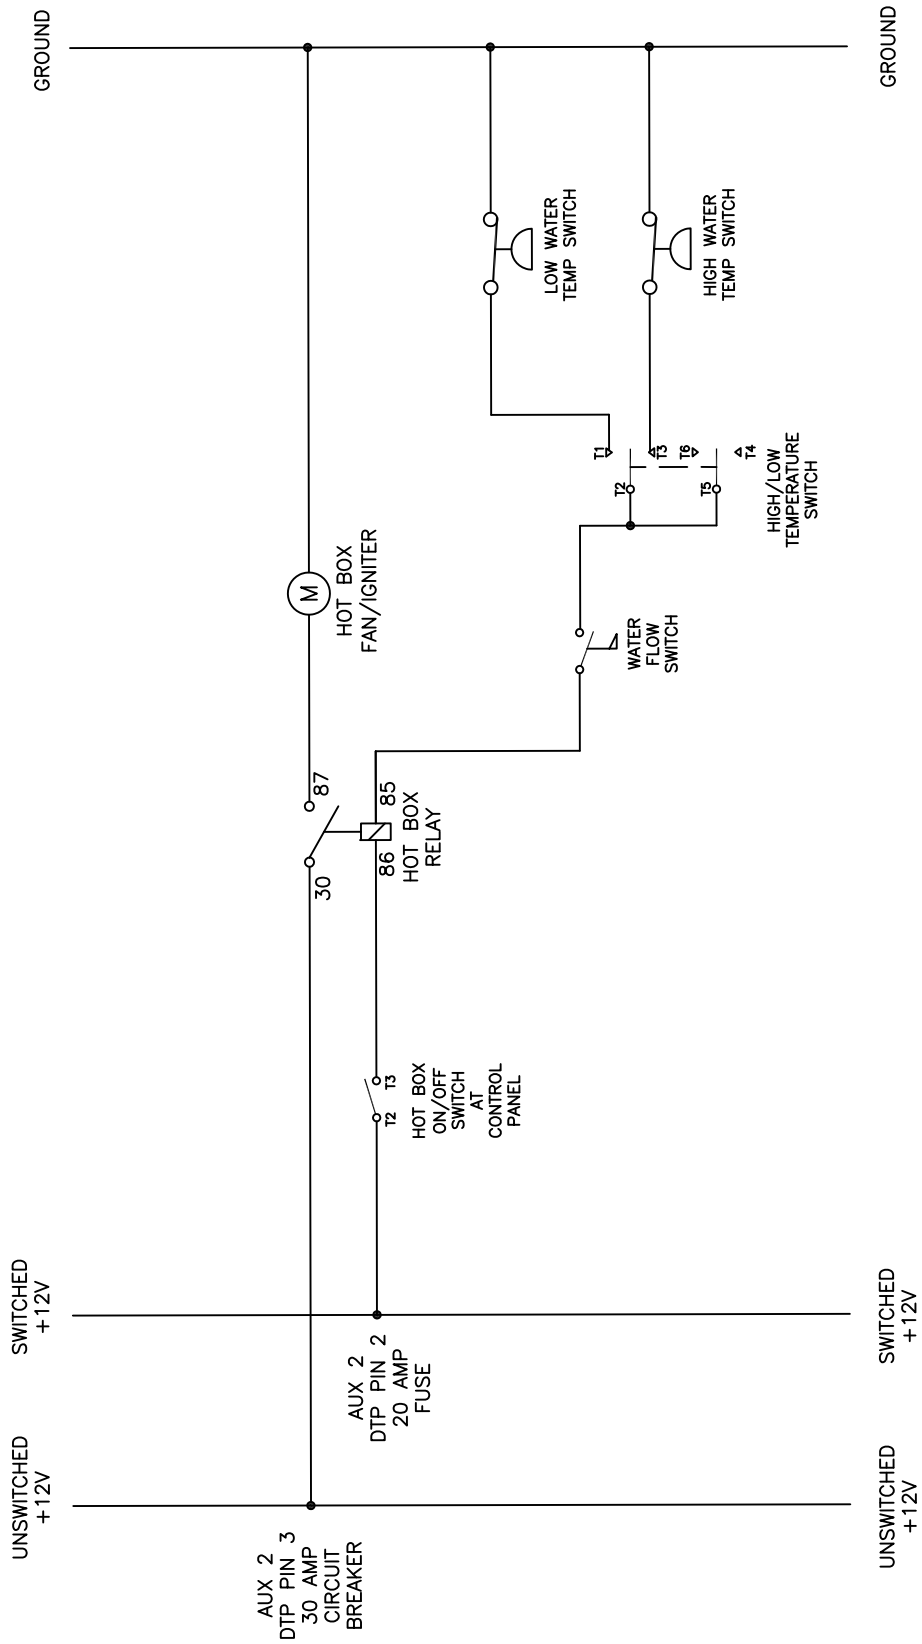 UNSWITCHED
+12V
SWITCHED
+12V
GROUND
AUX 2
DTP PIN 3
30 AMP
CIRCUIT
BREAKER
30
87
M
HOT BOX
FAN/IGNITER
AUX 2
DTP PIN 2
20 AMP
FUSE
T2
T3
HOT BOX
ON/OFF
SWITCH
AT
CONTROL
PANEL
86
85
HOT BOX
RELAY
WATER
FLOW
SWITCH
T1
T2
T3
T6
T5
T4
HIGH/LOW
TEMPERATURE
SWITCH
LOW WATER
TEMP SWITCH
HIGH WATER
TEMP SWITCH
UNSWITCHED
+12V
SWITCHED
+12V
GROUND